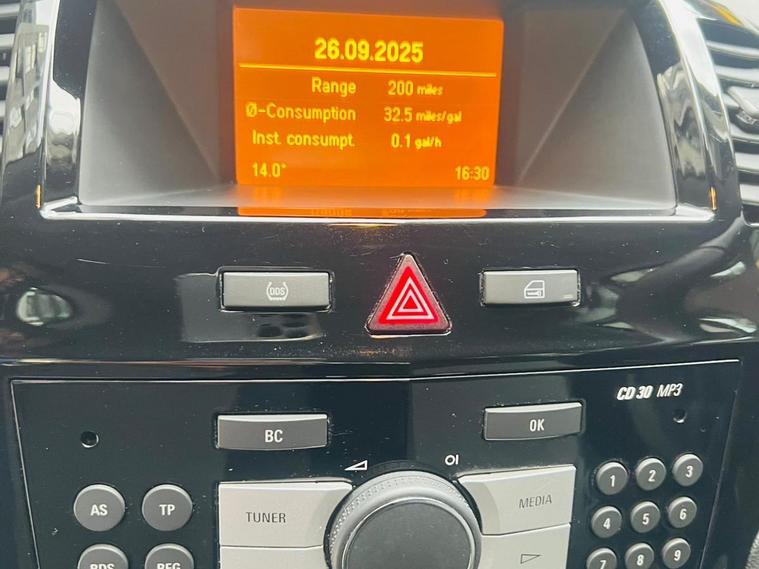 26.09.2025
Range 200 miles
Ø-Consumption 32.5 miles/gal
Inst. consumpt. 0.1 gal/h
14.0° 16:30
DDS
CD 30 MP3
BC OK
AS TP
TUNER MEDIA
1 2 3
4 5 6
RDS REG
7 8 9